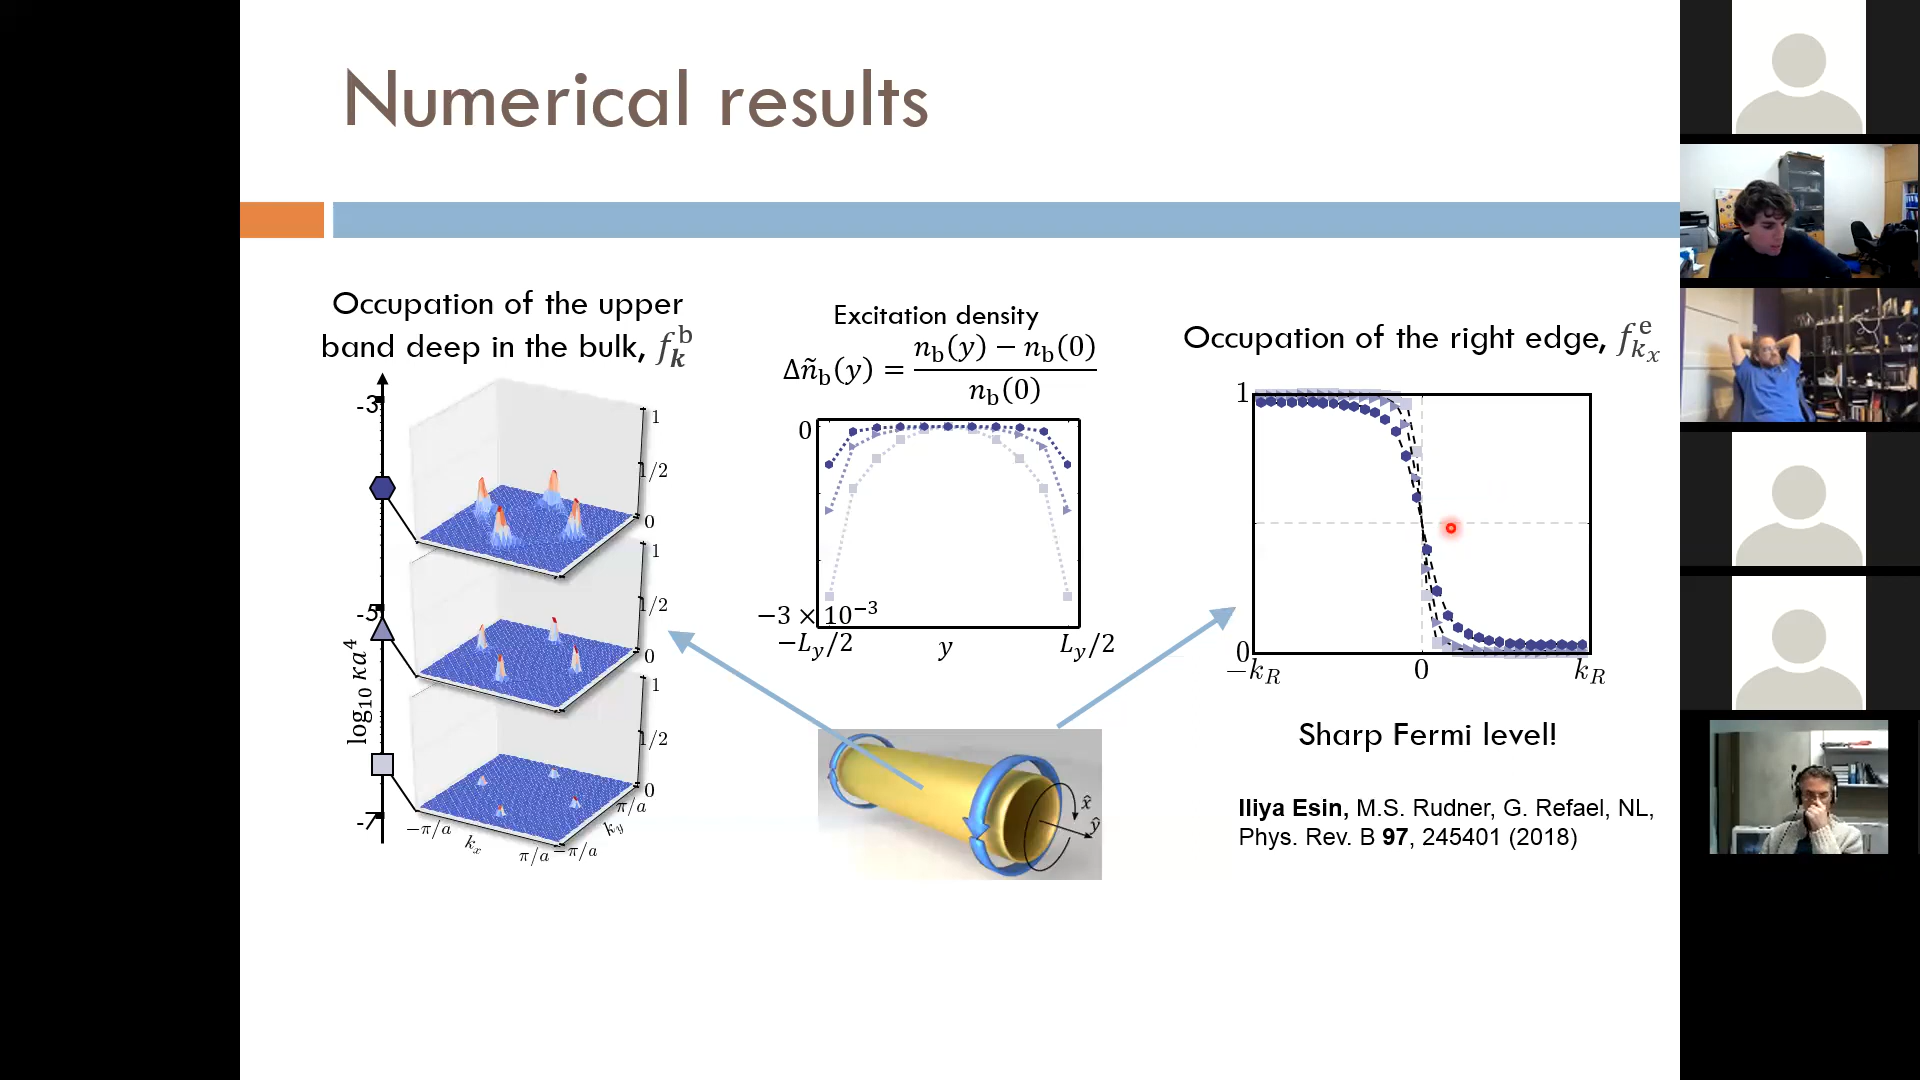 Numerical results
Occupation of the upper
band deep in the bulk, f_𝒌^b
-3
-5
-7
log₁₀ κa⁴
1
1/2
0
1
1/2
0
1
1/2
0
−π/a
k_x
π/a
−π/a
k_y
π/a
Excitation density
Δñ_b(y) = (n_b(y) − n_b(0)) / n_b(0)
0
−3 × 10⁻³
−L_y/2
y
L_y/2
x̂
ŷ
Occupation of the right edge, f_{k_x}^e
1
0
−k_R
0
k_R
Sharp Fermi level!
Iliya Esin, M.S. Rudner, G. Refael, NL,
Phys. Rev. B 97, 245401 (2018)